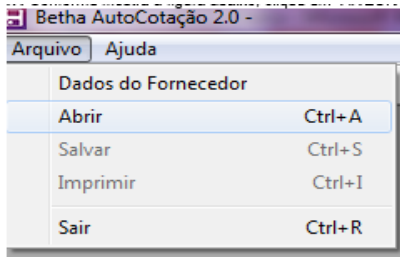 Betha AutoCotação 2.0 -
Arquivo Ajuda
Dados do Fornecedor
Abrir Ctrl+A
Salvar Ctrl+S
Imprimir Ctrl+I
Sair Ctrl+R